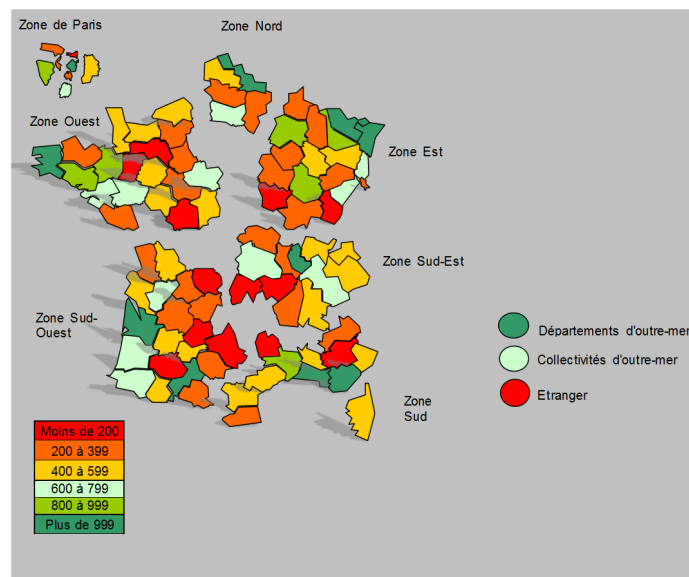 Zone de Paris
Zone Nord
Zone Ouest
Zone Est
Zone Sud-Est
Zone Sud-
Ouest
Départements d'outre-mer
Collectivités d'outre-mer
Etranger
Zone
Sud
Moins de 200
200 à 399
400 à 599
600 à 799
800 à 999
Plus de 999